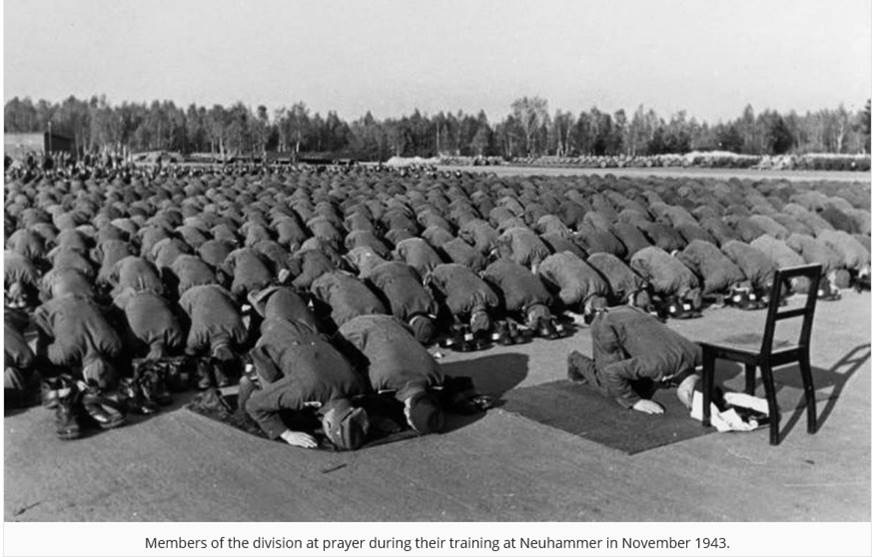 Members of the division at prayer during their training at Neuhammer in November 1943.